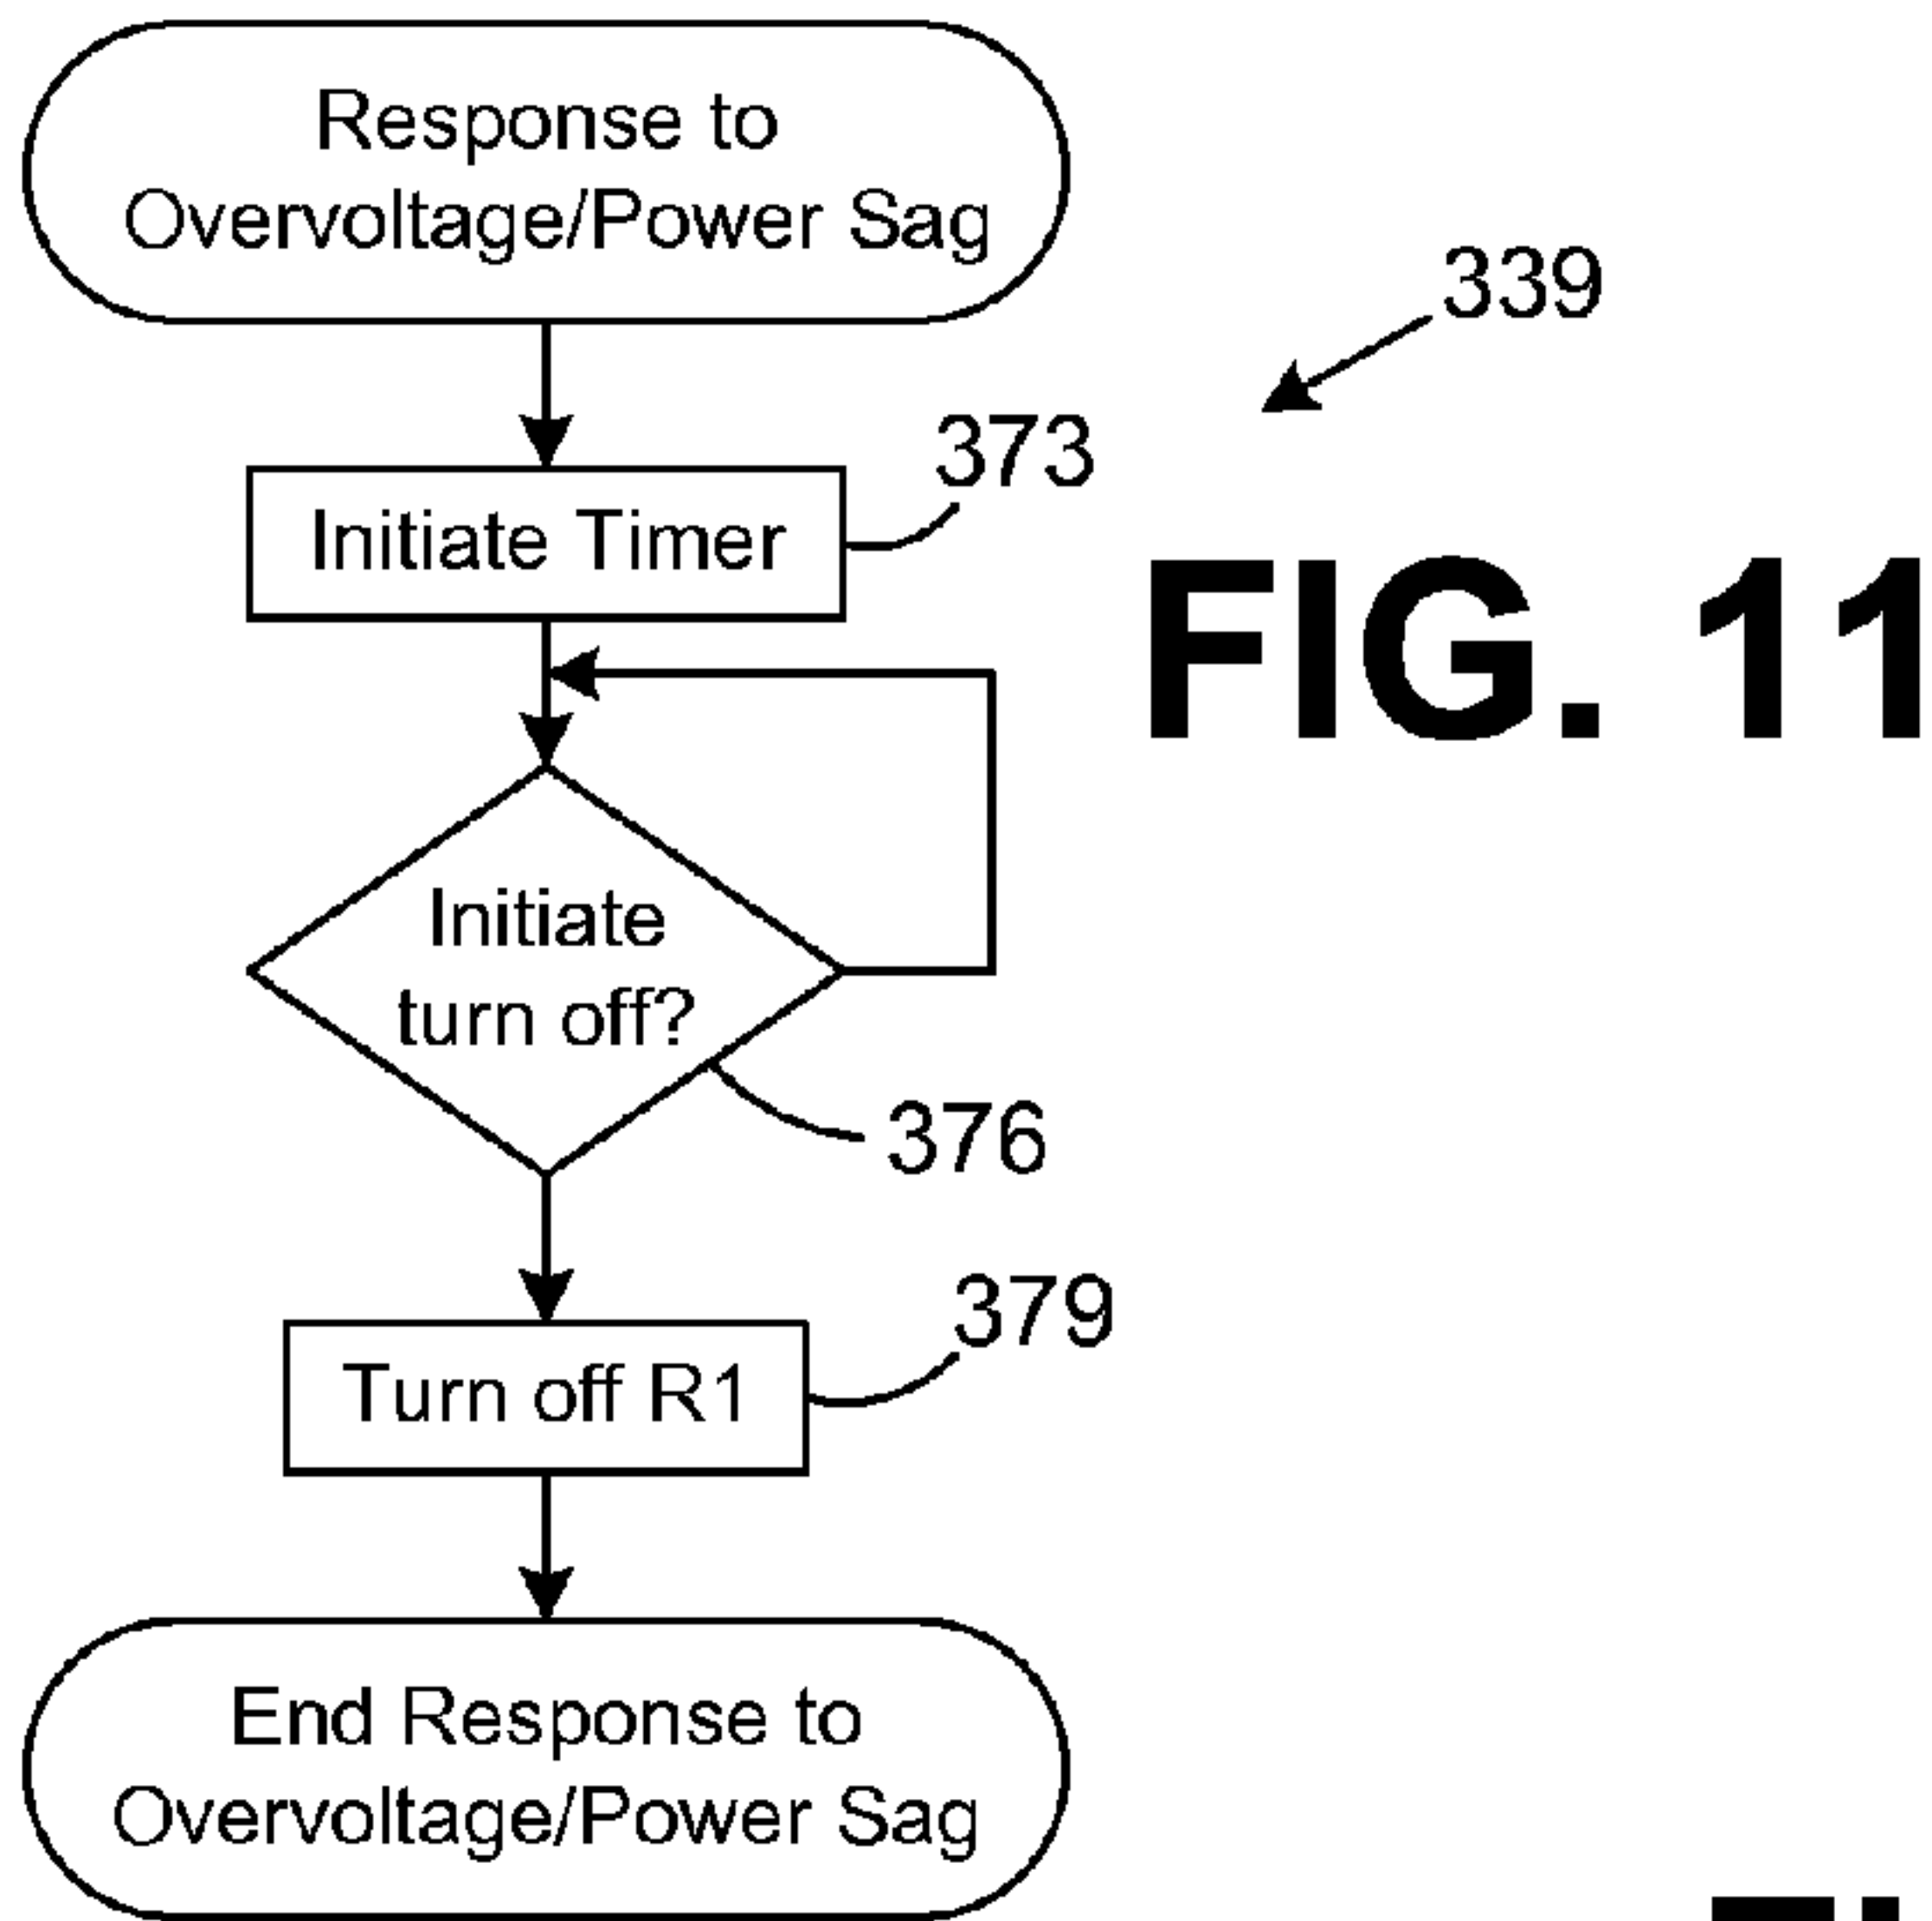 Response to
Overvoltage/Power Sag
339
373
Initiate Timer
FIG. 11
Initiate
turn off?
376
379
Turn off R1
End Response to
Overvoltage/Power Sag